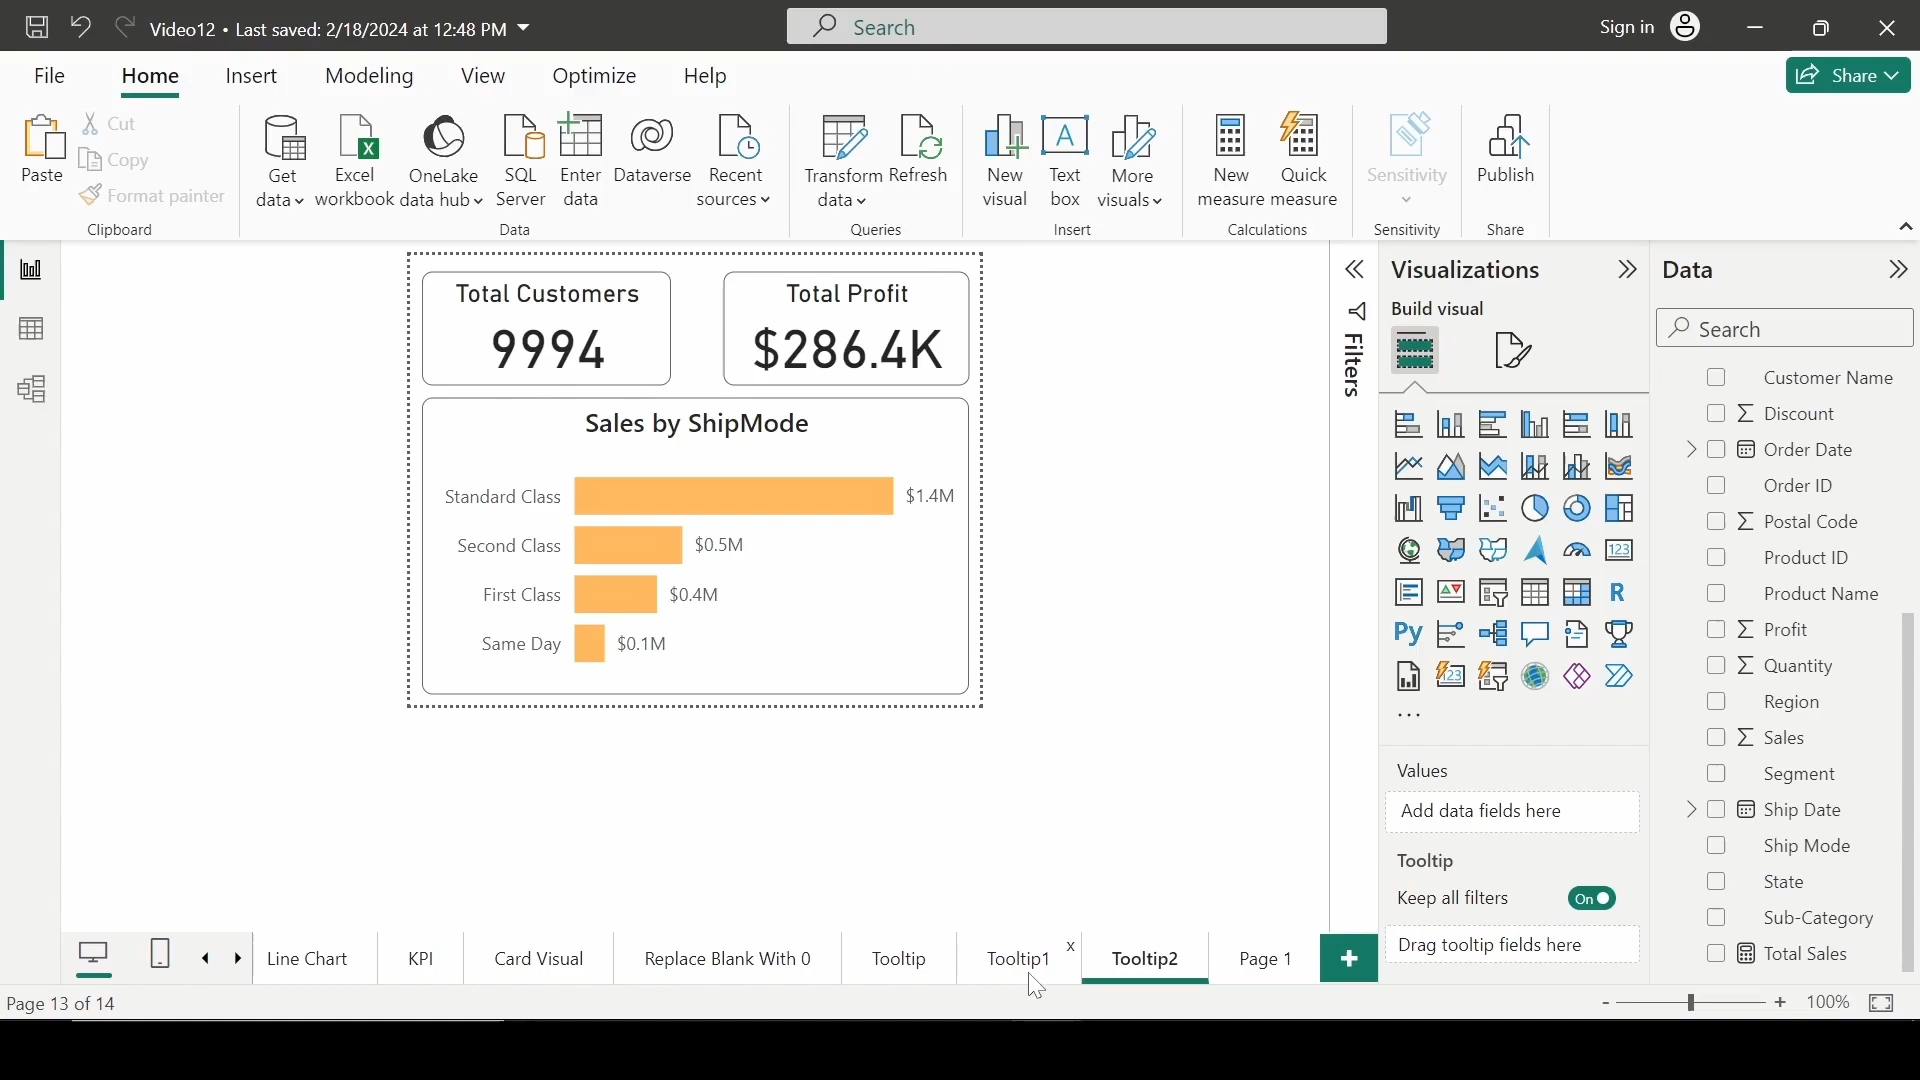 Video12 • Last saved: 2/18/2024 at 12:48 PM
Search
Sign in
File
Home
Insert
Modeling
View
Optimize
Help
Share
Paste
Cut
Copy
Format painter
Clipboard
Get
data
Excel
workbook
OneLake
data hub
SQL
Server
Enter
data
Dataverse
Recent
sources
Data
Transform
data
Refresh
Queries
New
visual
Text
box
More
visuals
Insert
New
measure
Quick
measure
Calculations
Sensitivity
Sensitivity
Publish
Share
Total Customers
9994
Total Profit
$286.4K
Sales by ShipMode
Standard Class $1.4M
Second Class $0.5M
First Class $0.4M
Same Day $0.1M
Filters
Visualizations
Build visual
123
R
Py
123
Values
Add data fields here
Tooltip
Keep all filters
On
Drag tooltip fields here
Data
Search
Customer Name
Discount
Order Date
Order ID
Postal Code
Product ID
Product Name
Profit
Quantity
Region
Sales
Segment
Ship Date
Ship Mode
State
Sub-Category
Total Sales
Line Chart
KPI
Card Visual
Replace Blank With 0
Tooltip
Tooltip1
x
Tooltip2
Page 1
Page 13 of 14
100%